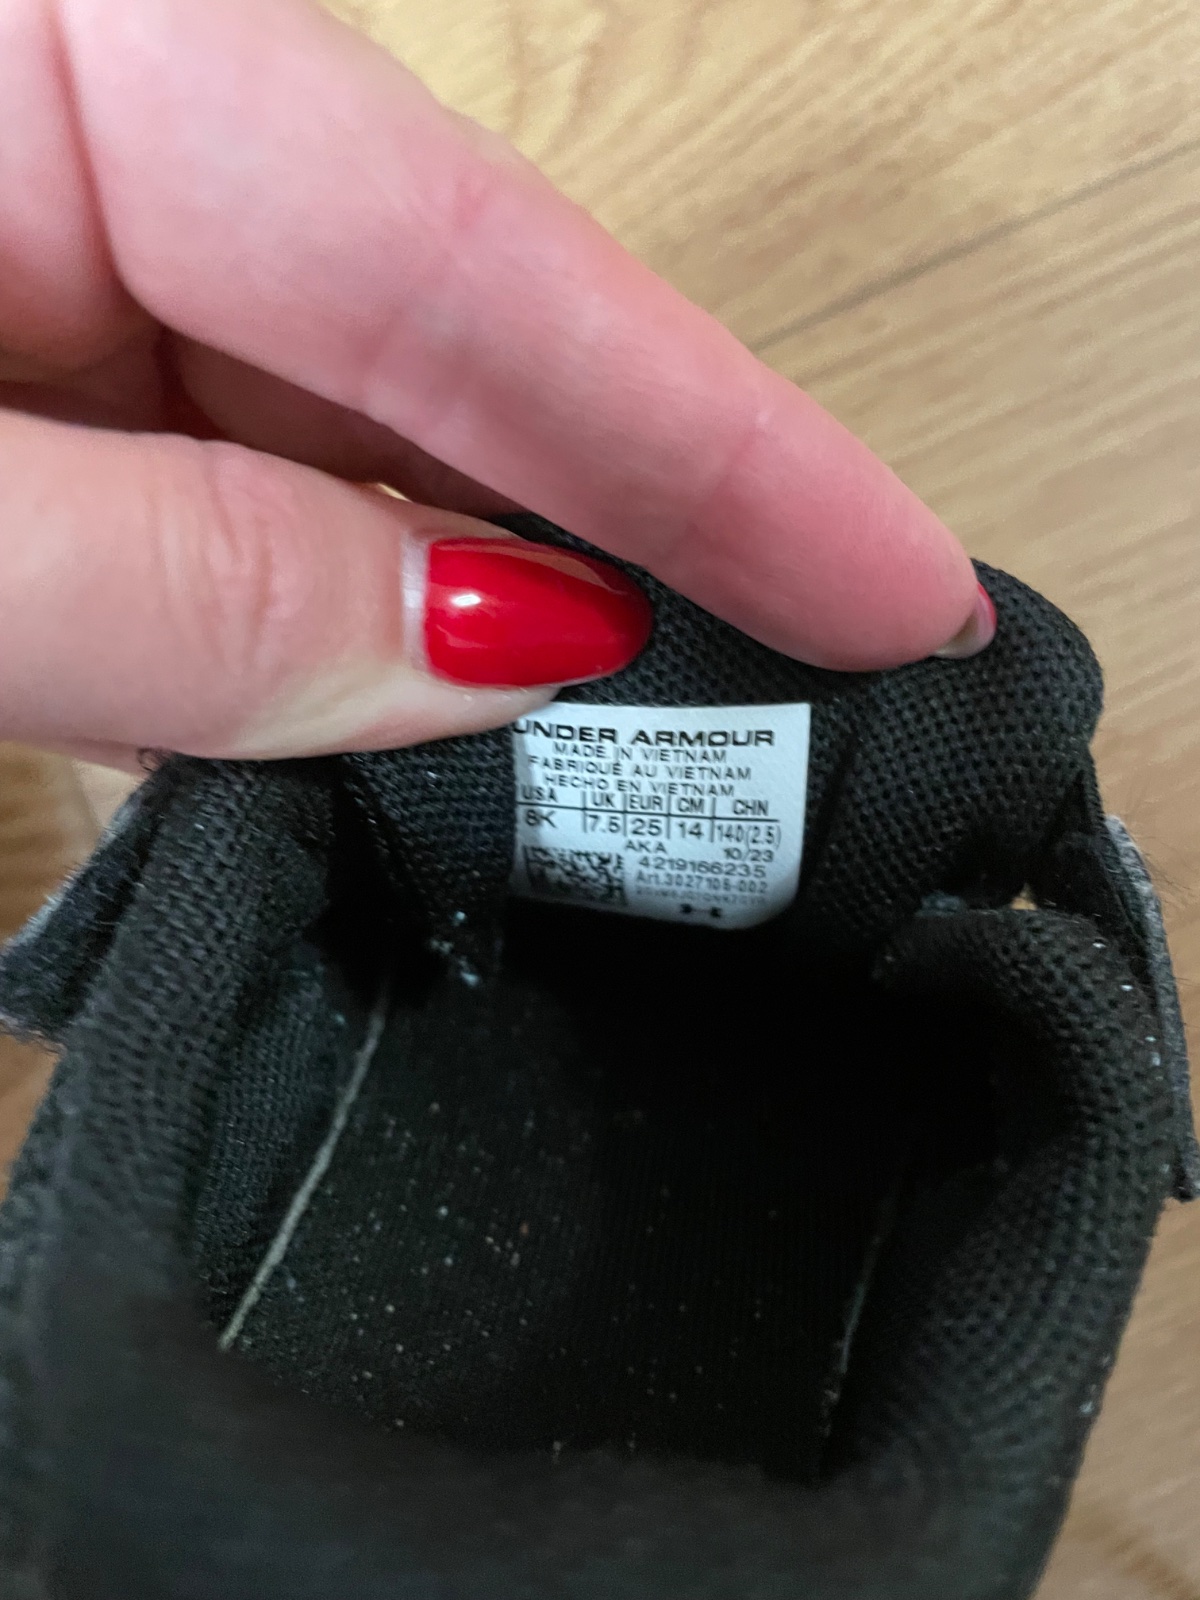 UNDER ARMOUR
MADE IN VIETNAM
FABRIQUÉ AU VIETNAM
HECHO EN VIETNAM
USA UK EUR CM CHN
8K 7.5 25 14 140(2.5)
AKA 10/23
4219166235
Art.3027106-002